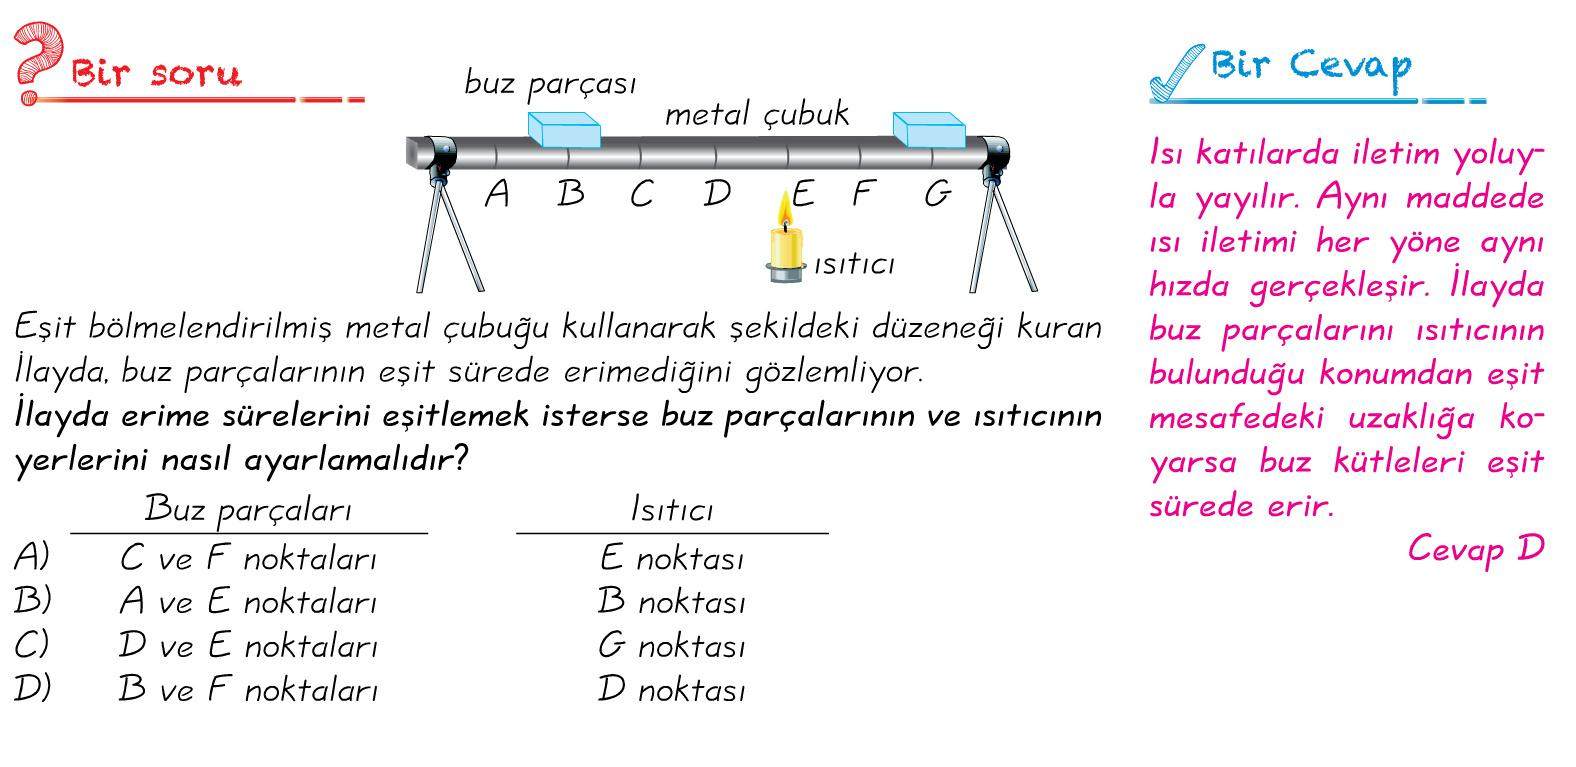 Bir soru
buz parçası
metal çubuk
A B C D E F G
ısıtıcı
Eşit bölmelendirilmiş metal çubuğu kullanarak şekildeki düzeneği kuran
İlayda, buz parçalarının eşit sürede erimediğini gözlemliyor.
İlayda erime sürelerini eşitlemek isterse buz parçalarının ve ısıtıcının
yerlerini nasıl ayarlamalıdır?
Buz parçaları Isıtıcı
A) C ve F noktaları E noktası
B) A ve E noktaları B noktası
C) D ve E noktaları G noktası
D) B ve F noktaları D noktası
Bir Cevap
Isı katılarda iletim yoluy-
la yayılır. Aynı maddede
ısı iletimi her yöne aynı
hızda gerçekleşir. İlayda
buz parçalarını ısıtıcının
bulunduğu konumdan eşit
mesafedeki uzaklığa ko-
yarsa buz kütleleri eşit
sürede erir.
Cevap D